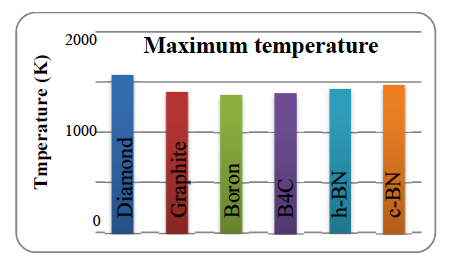 Maximum temperature
Tmperature (K)
2000
1000
0
Diamond
Graphite
Boron
B4C
h-BN
c-BN